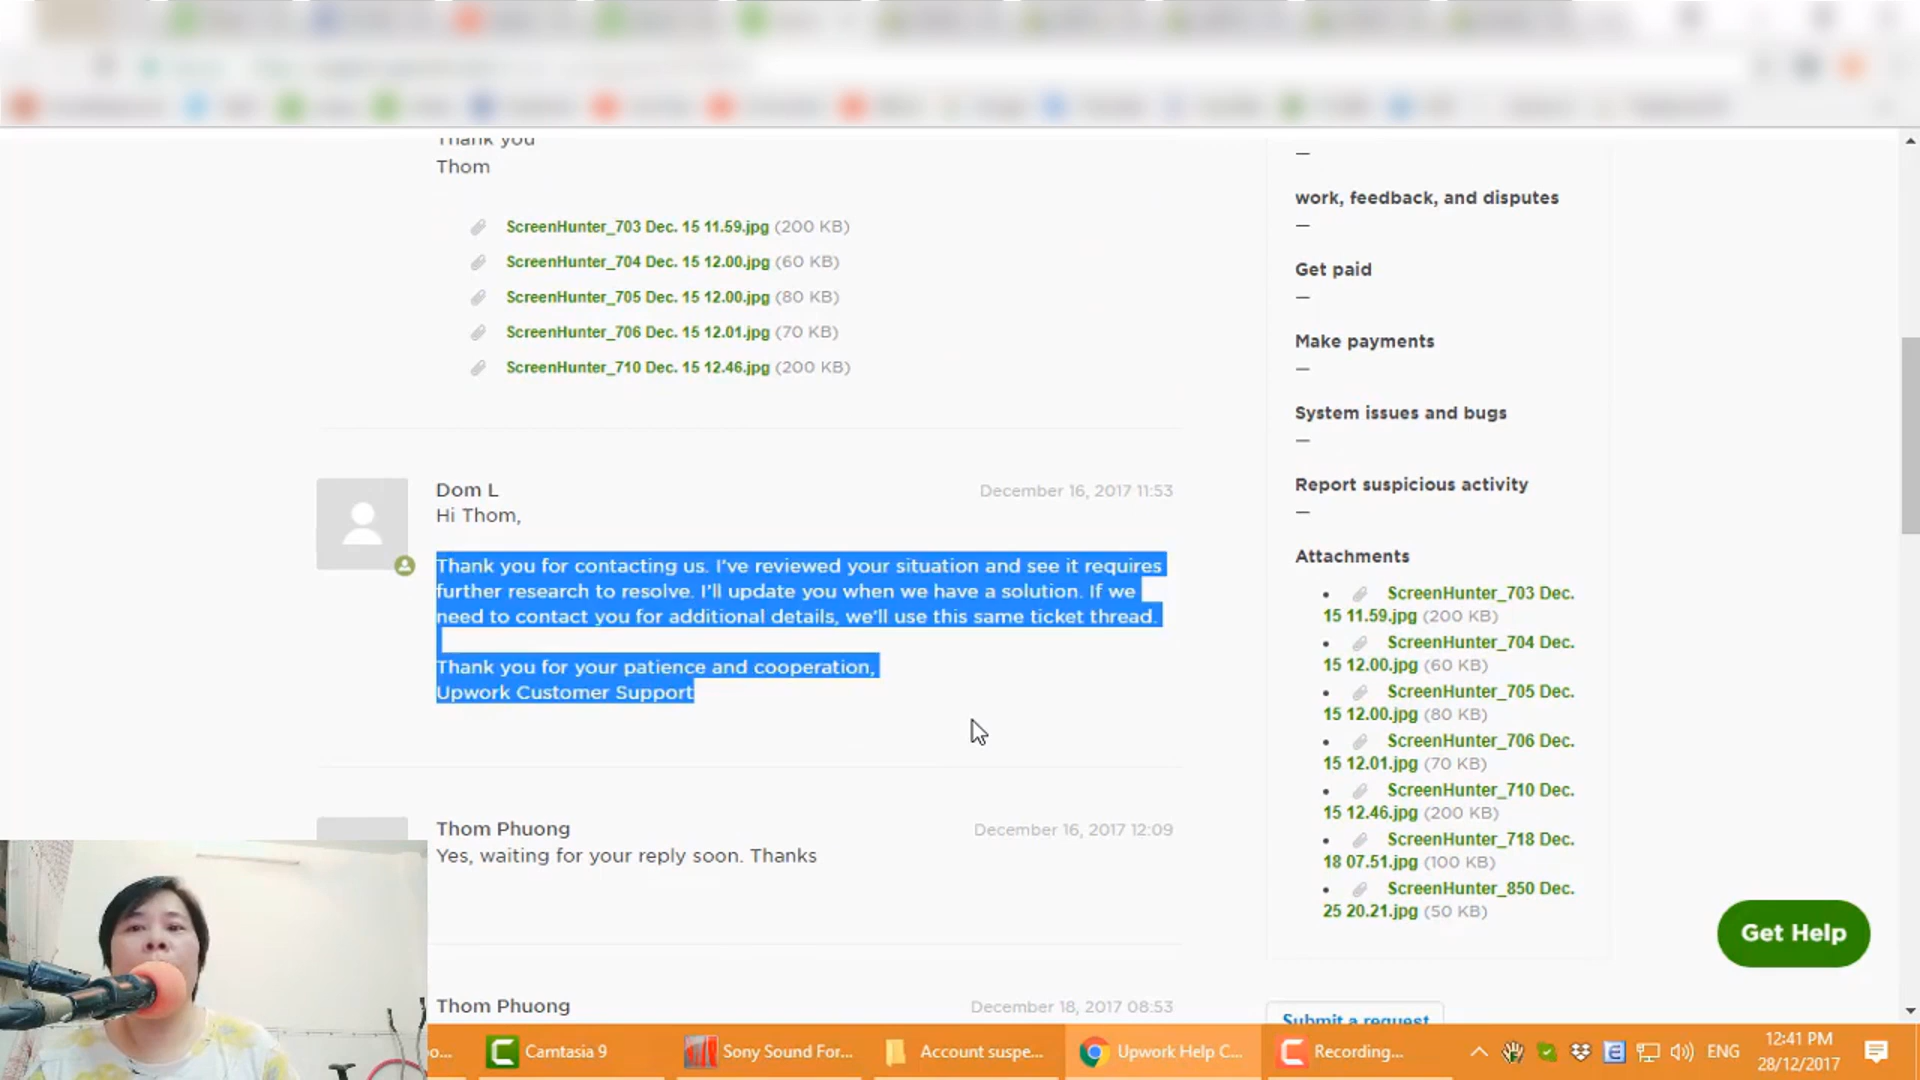 Thank you
Thom
ScreenHunter_703 Dec. 15 11.59.jpg (200 KB)
ScreenHunter_704 Dec. 15 12.00.jpg (60 KB)
ScreenHunter_705 Dec. 15 12.00.jpg (80 KB)
ScreenHunter_706 Dec. 15 12.01.jpg (70 KB)
ScreenHunter_710 Dec. 15 12.46.jpg (200 KB)
Dom L
December 16, 2017 11:53
Hi Thom,
Thank you for contacting us. I've reviewed your situation and see it requires
further research to resolve. I'll update you when we have a solution. If we
need to contact you for additional details, we'll use this same ticket thread.
Thank you for your patience and cooperation,
Upwork Customer Support
Thom Phuong
December 16, 2017 12:09
Yes, waiting for your reply soon. Thanks
Thom Phuong
December 18, 2017 08:53
—
work, feedback, and disputes
—
Get paid
—
Make payments
—
System issues and bugs
—
Report suspicious activity
—
Attachments
• ScreenHunter_703 Dec.
15 11.59.jpg (200 KB)
• ScreenHunter_704 Dec.
15 12.00.jpg (60 KB)
• ScreenHunter_705 Dec.
15 12.00.jpg (80 KB)
• ScreenHunter_706 Dec.
15 12.01.jpg (70 KB)
• ScreenHunter_710 Dec.
15 12.46.jpg (200 KB)
• ScreenHunter_718 Dec.
18 07.51.jpg (100 KB)
• ScreenHunter_850 Dec.
25 20.21.jpg (50 KB)
Get Help
Submit a request
o...
Camtasia 9
Sony Sound For...
Account suspe...
Upwork Help C...
Recording...
ENG
12:41 PM
28/12/2017